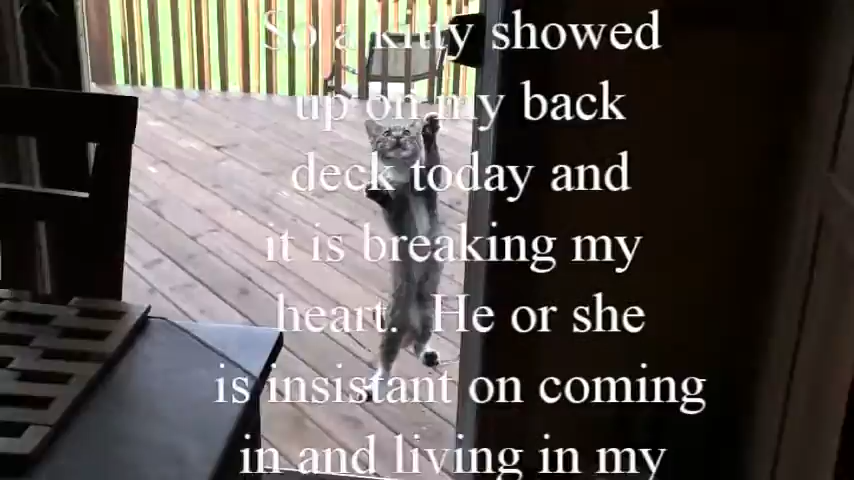 So a kitty showed
up on my back
deck today and
it is breaking my
heart.  He or she
is insistant on coming
in and living in my